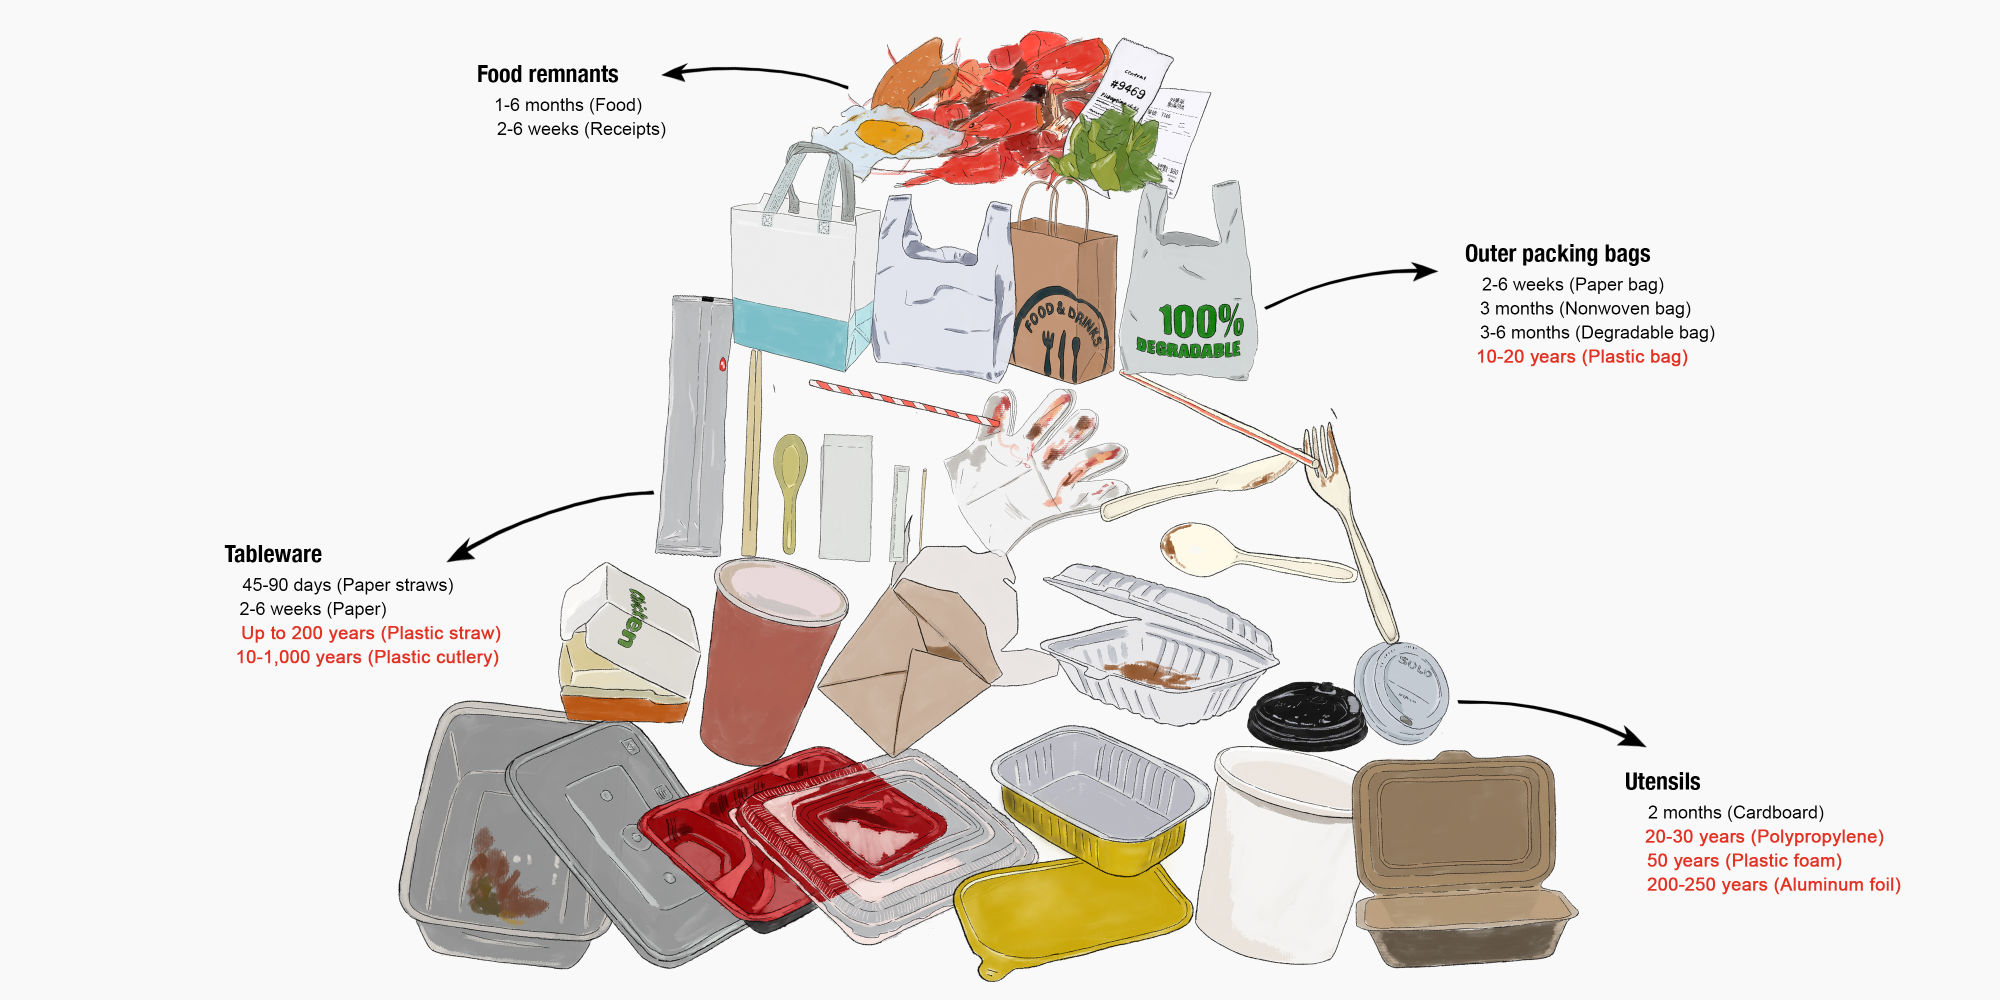 Food remnants
1-6 months (Food)
2-6 weeks (Receipts)
Central
#9469
Outer packing bags
2-6 weeks (Paper bag)
3 months (Nonwoven bag)
3-6 months (Degradable bag)
10-20 years (Plastic bag)
FOOD & DRINKS
100%
DEGRADABLE
Tableware
45-90 days (Paper straws)
2-6 weeks (Paper)
Up to 200 years (Plastic straw)
10-1,000 years (Plastic cutlery)
chicken
SOLO
Utensils
2 months (Cardboard)
20-30 years (Polypropylene)
50 years (Plastic foam)
200-250 years (Aluminum foil)